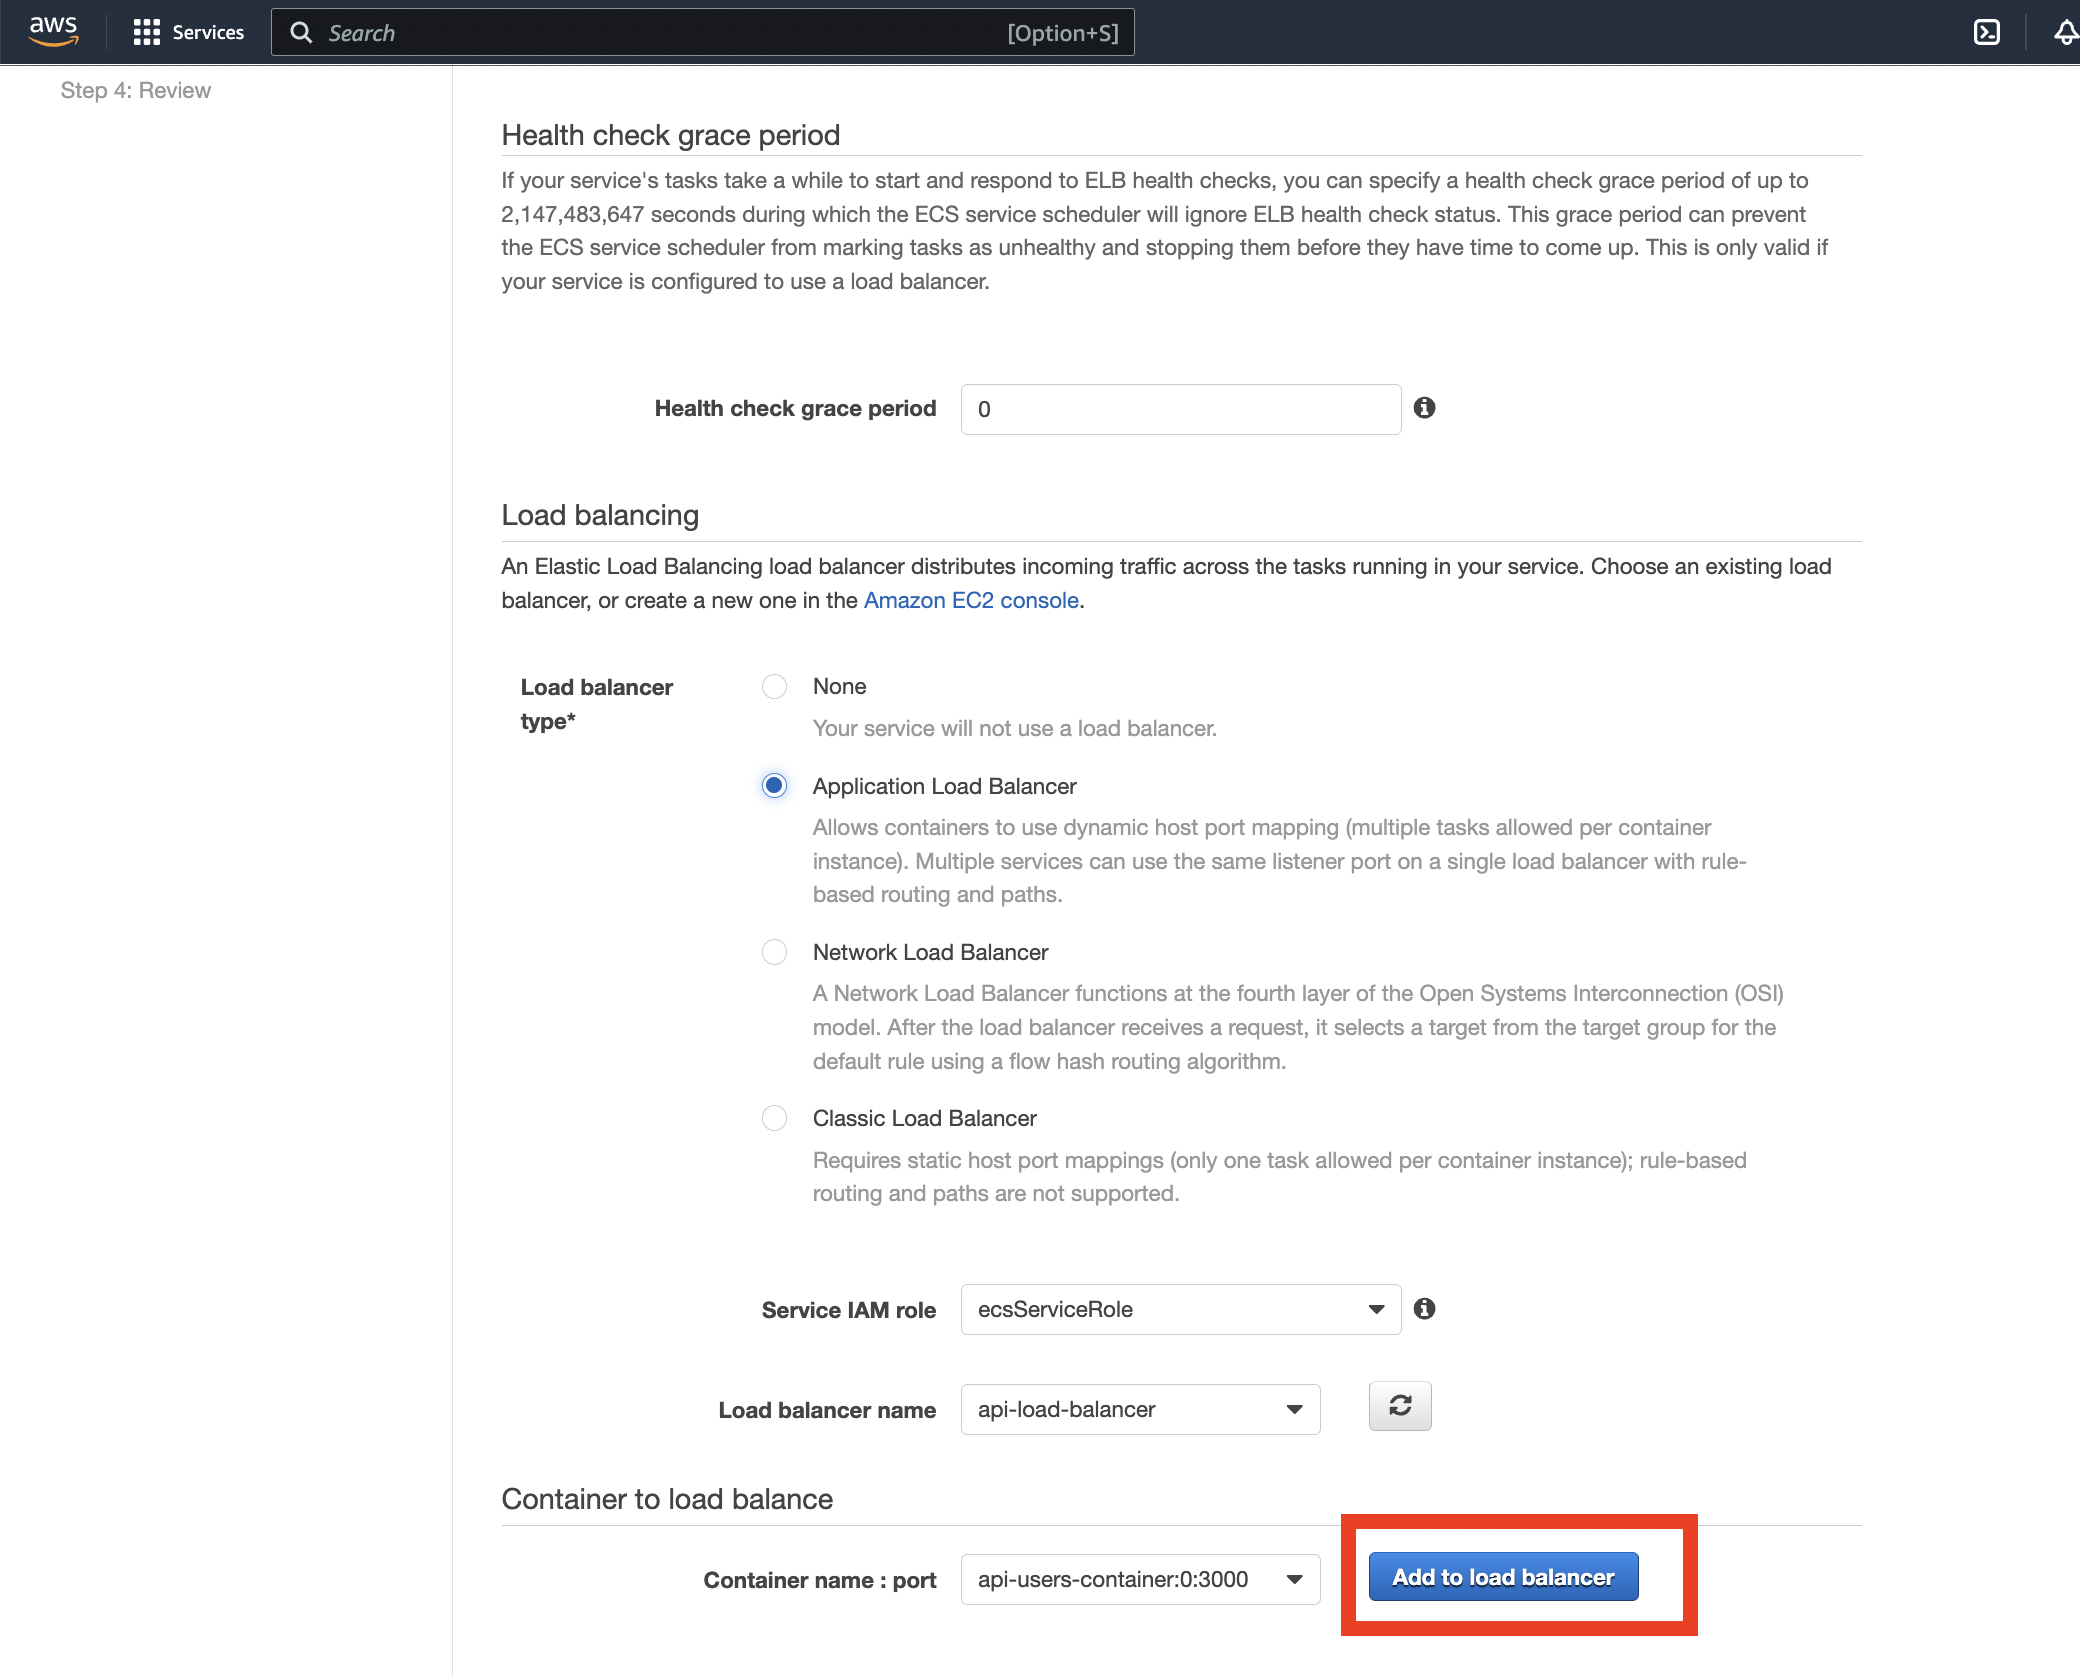 aws
Services
Search
[Option+S]
Step 4: Review
Health check grace period
If your service's tasks take a while to start and respond to ELB health checks, you can specify a health check grace period of up to
2,147,483,647 seconds during which the ECS service scheduler will ignore ELB health check status. This grace period can prevent
the ECS service scheduler from marking tasks as unhealthy and stopping them before they have time to come up. This is only valid if
your service is configured to use a load balancer.
Health check grace period
0
Load balancing
An Elastic Load Balancing load balancer distributes incoming traffic across the tasks running in your service. Choose an existing load
balancer, or create a new one in the Amazon EC2 console.
Load balancer
type*
None
Your service will not use a load balancer.
Application Load Balancer
Allows containers to use dynamic host port mapping (multiple tasks allowed per container
instance). Multiple services can use the same listener port on a single load balancer with rule-
based routing and paths.
Network Load Balancer
A Network Load Balancer functions at the fourth layer of the Open Systems Interconnection (OSI)
model. After the load balancer receives a request, it selects a target from the target group for the
default rule using a flow hash routing algorithm.
Classic Load Balancer
Requires static host port mappings (only one task allowed per container instance); rule-based
routing and paths are not supported.
Service IAM role
ecsServiceRole
Load balancer name
api-load-balancer
Container to load balance
Container name : port
api-users-container:0:3000
Add to load balancer